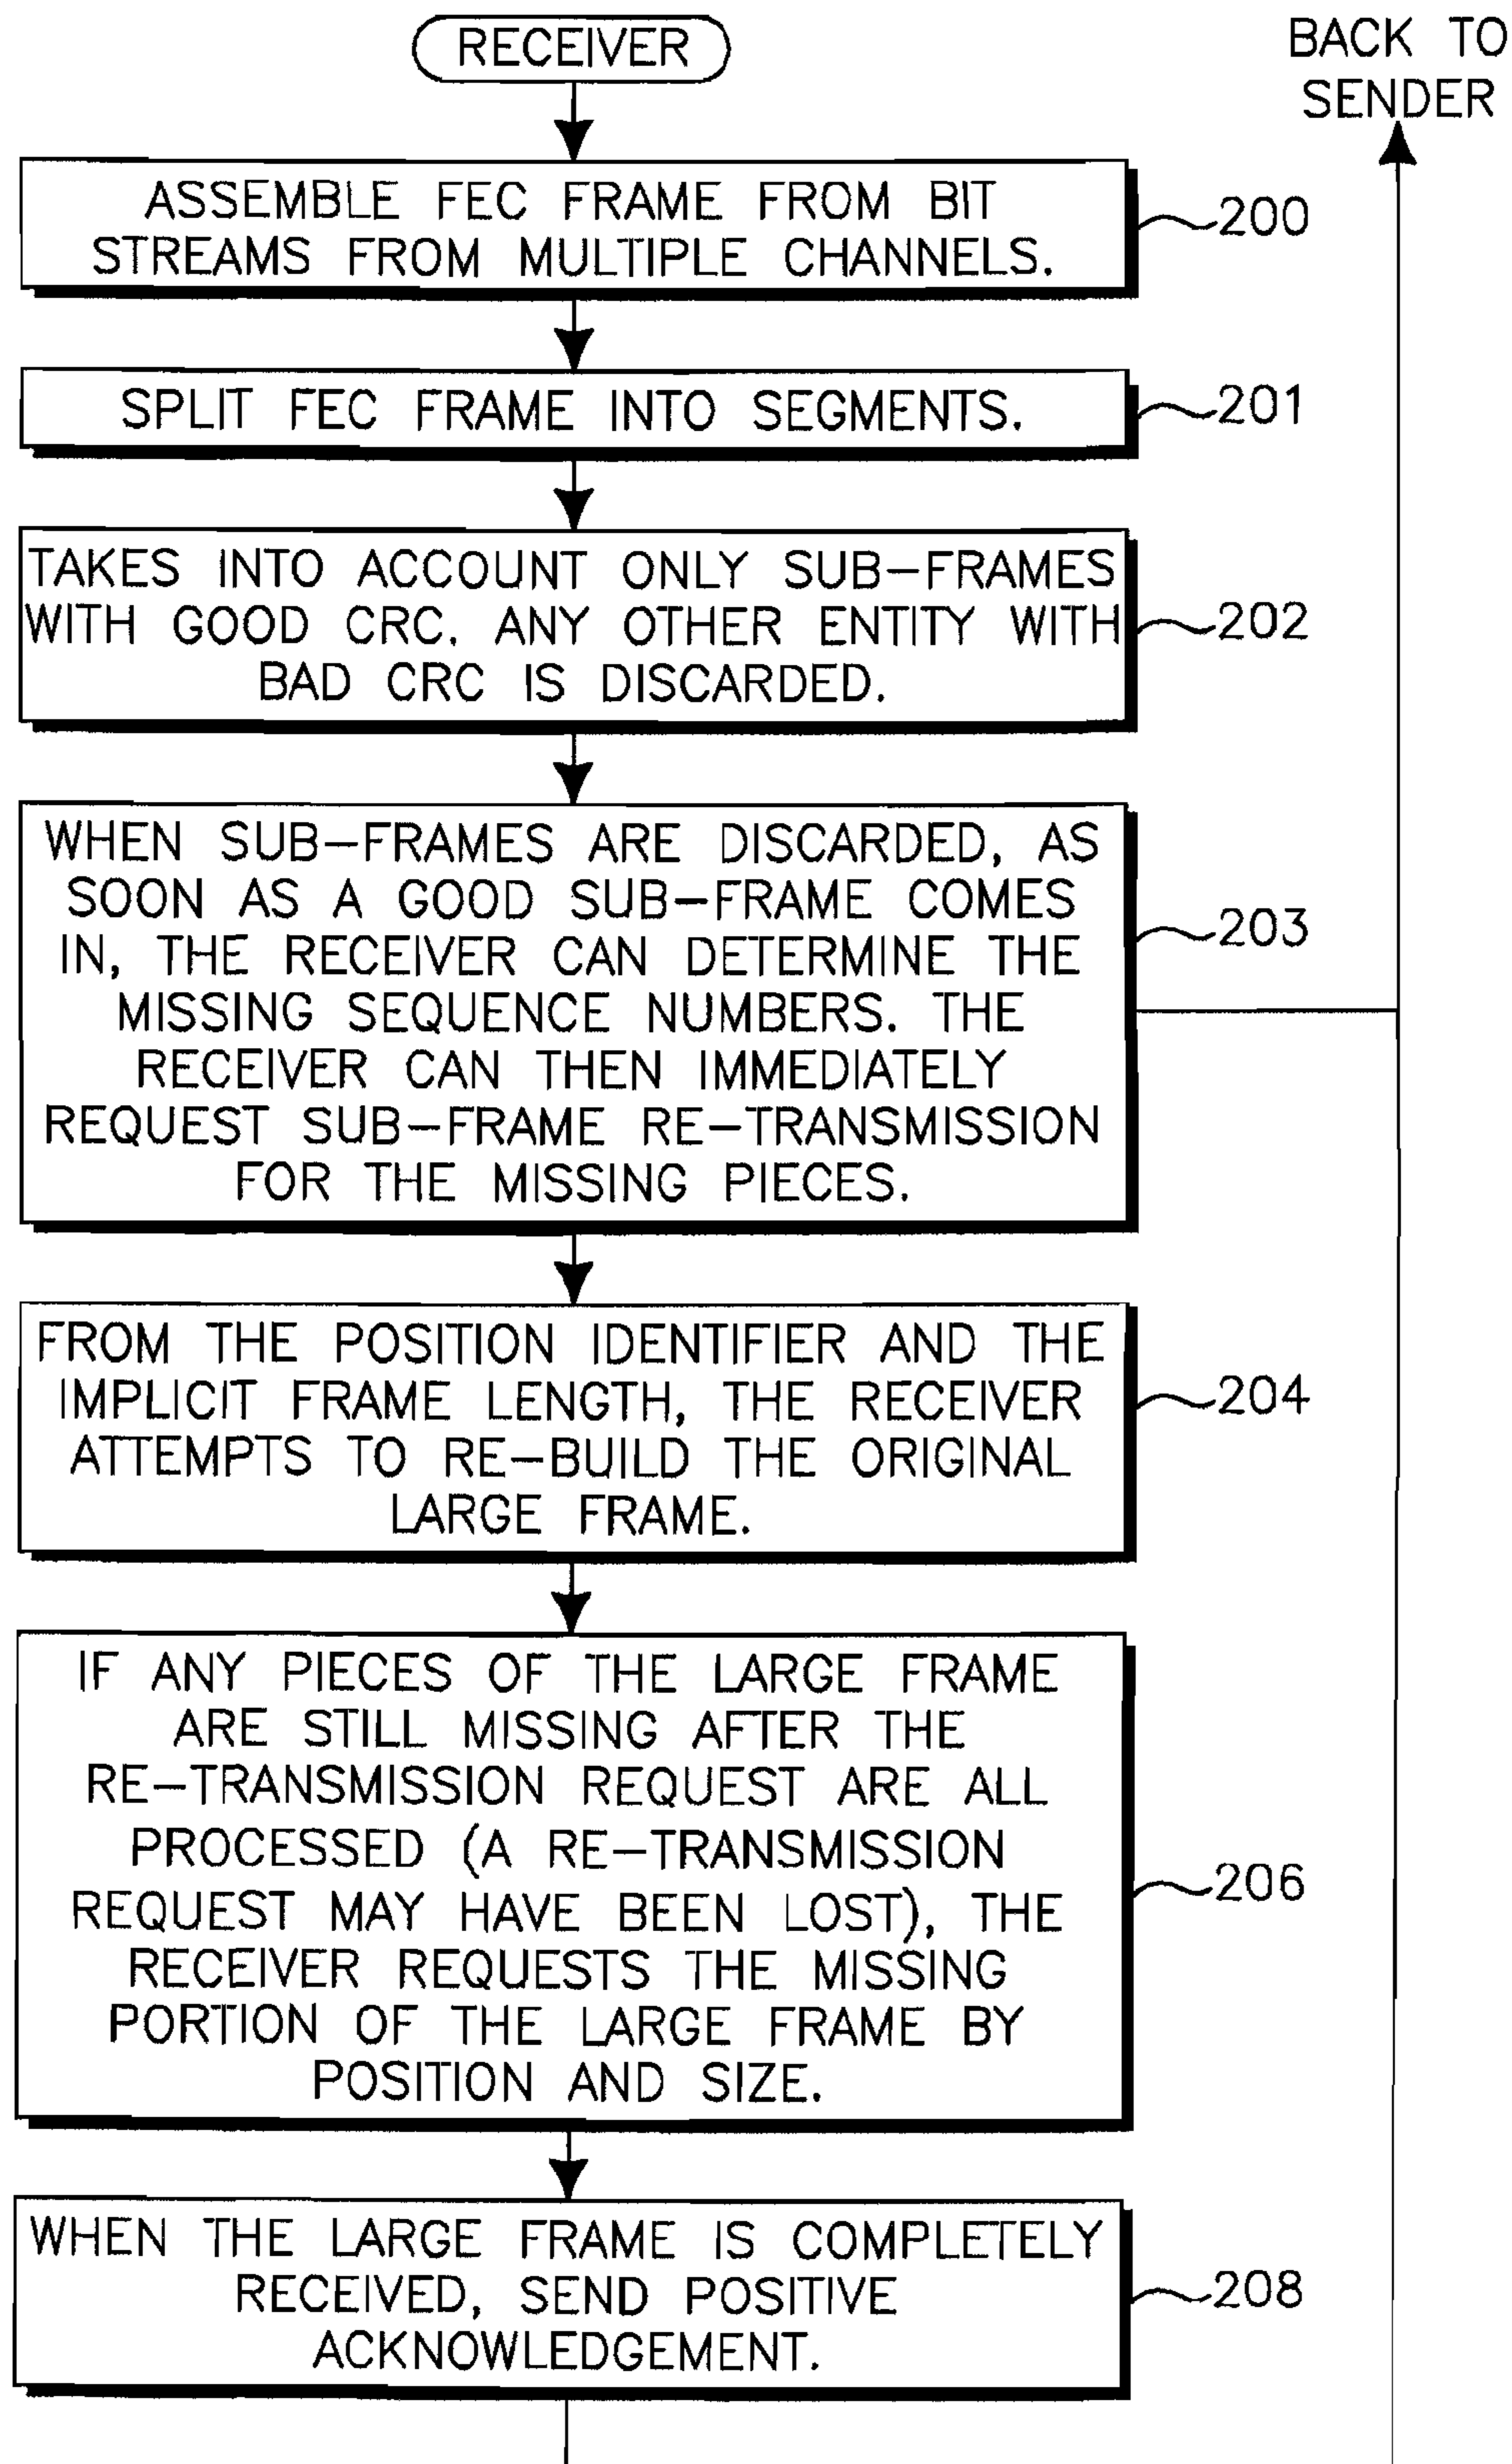 RECEIVER
BACK TO
SENDER
ASSEMBLE FEC FRAME FROM BIT
STREAMS FROM MULTIPLE CHANNELS.
200
SPLIT FEC FRAME INTO SEGMENTS.
201
TAKES INTO ACCOUNT ONLY SUB-FRAMES
WITH GOOD CRC. ANY OTHER ENTITY WITH
BAD CRC IS DISCARDED.
202
WHEN SUB-FRAMES ARE DISCARDED, AS
SOON AS A GOOD SUB-FRAME COMES
IN, THE RECEIVER CAN DETERMINE THE
MISSING SEQUENCE NUMBERS. THE
RECEIVER CAN THEN IMMEDIATELY
REQUEST SUB-FRAME RE-TRANSMISSION
FOR THE MISSING PIECES.
203
FROM THE POSITION IDENTIFIER AND THE
IMPLICIT FRAME LENGTH, THE RECEIVER
ATTEMPTS TO RE-BUILD THE ORIGINAL
LARGE FRAME.
204
IF ANY PIECES OF THE LARGE FRAME
ARE STILL MISSING AFTER THE
RE-TRANSMISSION REQUEST ARE ALL
PROCESSED (A RE-TRANSMISSION
REQUEST MAY HAVE BEEN LOST), THE
RECEIVER REQUESTS THE MISSING
PORTION OF THE LARGE FRAME BY
POSITION AND SIZE.
206
WHEN THE LARGE FRAME IS COMPLETELY
RECEIVED, SEND POSITIVE
ACKNOWLEDGEMENT.
208